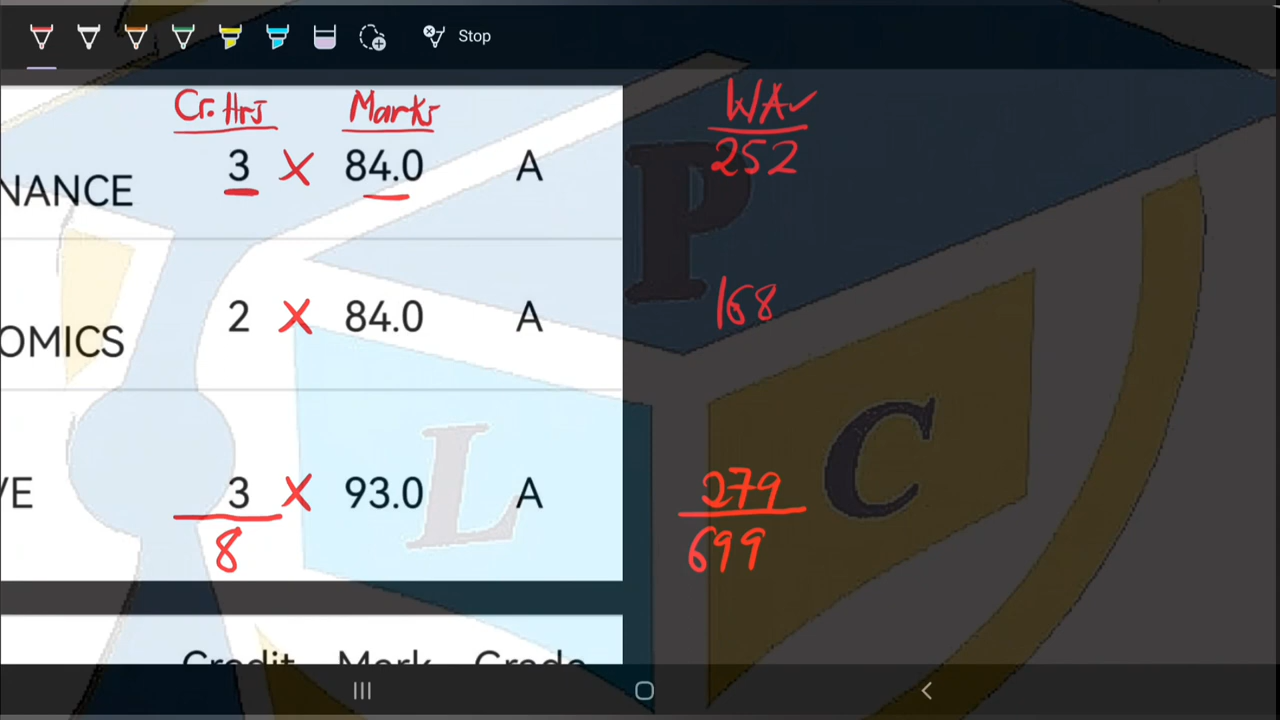 Stop
Cr. Hrs Marks WAv
NANCE 3 X 84.0 A 252
OMICS 2 X 84.0 A 168
VE 3 X 93.0 A 279
8 699
Credit Mark Grade
P
L
C